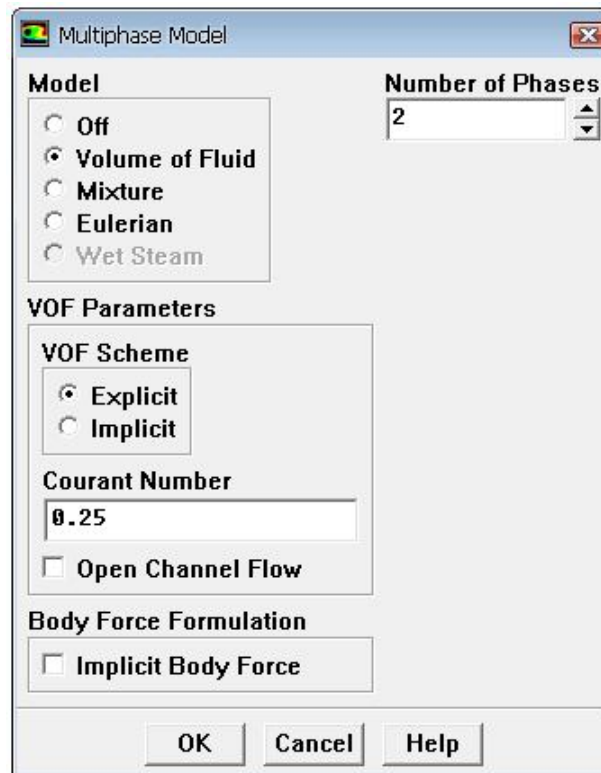 Multiphase Model
Model
Off
Volume of Fluid
Mixture
Eulerian
Wet Steam
Number of Phases
2
VOF Parameters
VOF Scheme
Explicit
Implicit
Courant Number
0.25
Open Channel Flow
Body Force Formulation
Implicit Body Force
OK Cancel Help